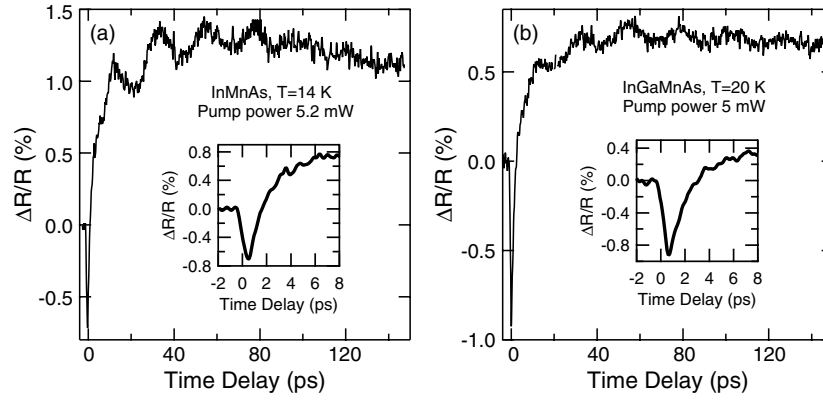 (a)
InMnAs, T=14 K
Pump power 5.2 mW
ΔR/R (%)
1.5
1.0
0.5
0.0
-0.5
0 40 80 120
Time Delay (ps)
ΔR/R (%)
0.8
0.4
0.0
-0.4
-0.8
-2 0 2 4 6 8
Time Delay (ps)
(b)
InGaMnAs, T=20 K
Pump power 5 mW
ΔR/R (%)
0.5
0.0
-0.5
-1.0
0 40 80 120
Time Delay (ps)
ΔR/R (%)
0.4
0.0
-0.4
-0.8
-2 0 2 4 6 8
Time Delay (ps)